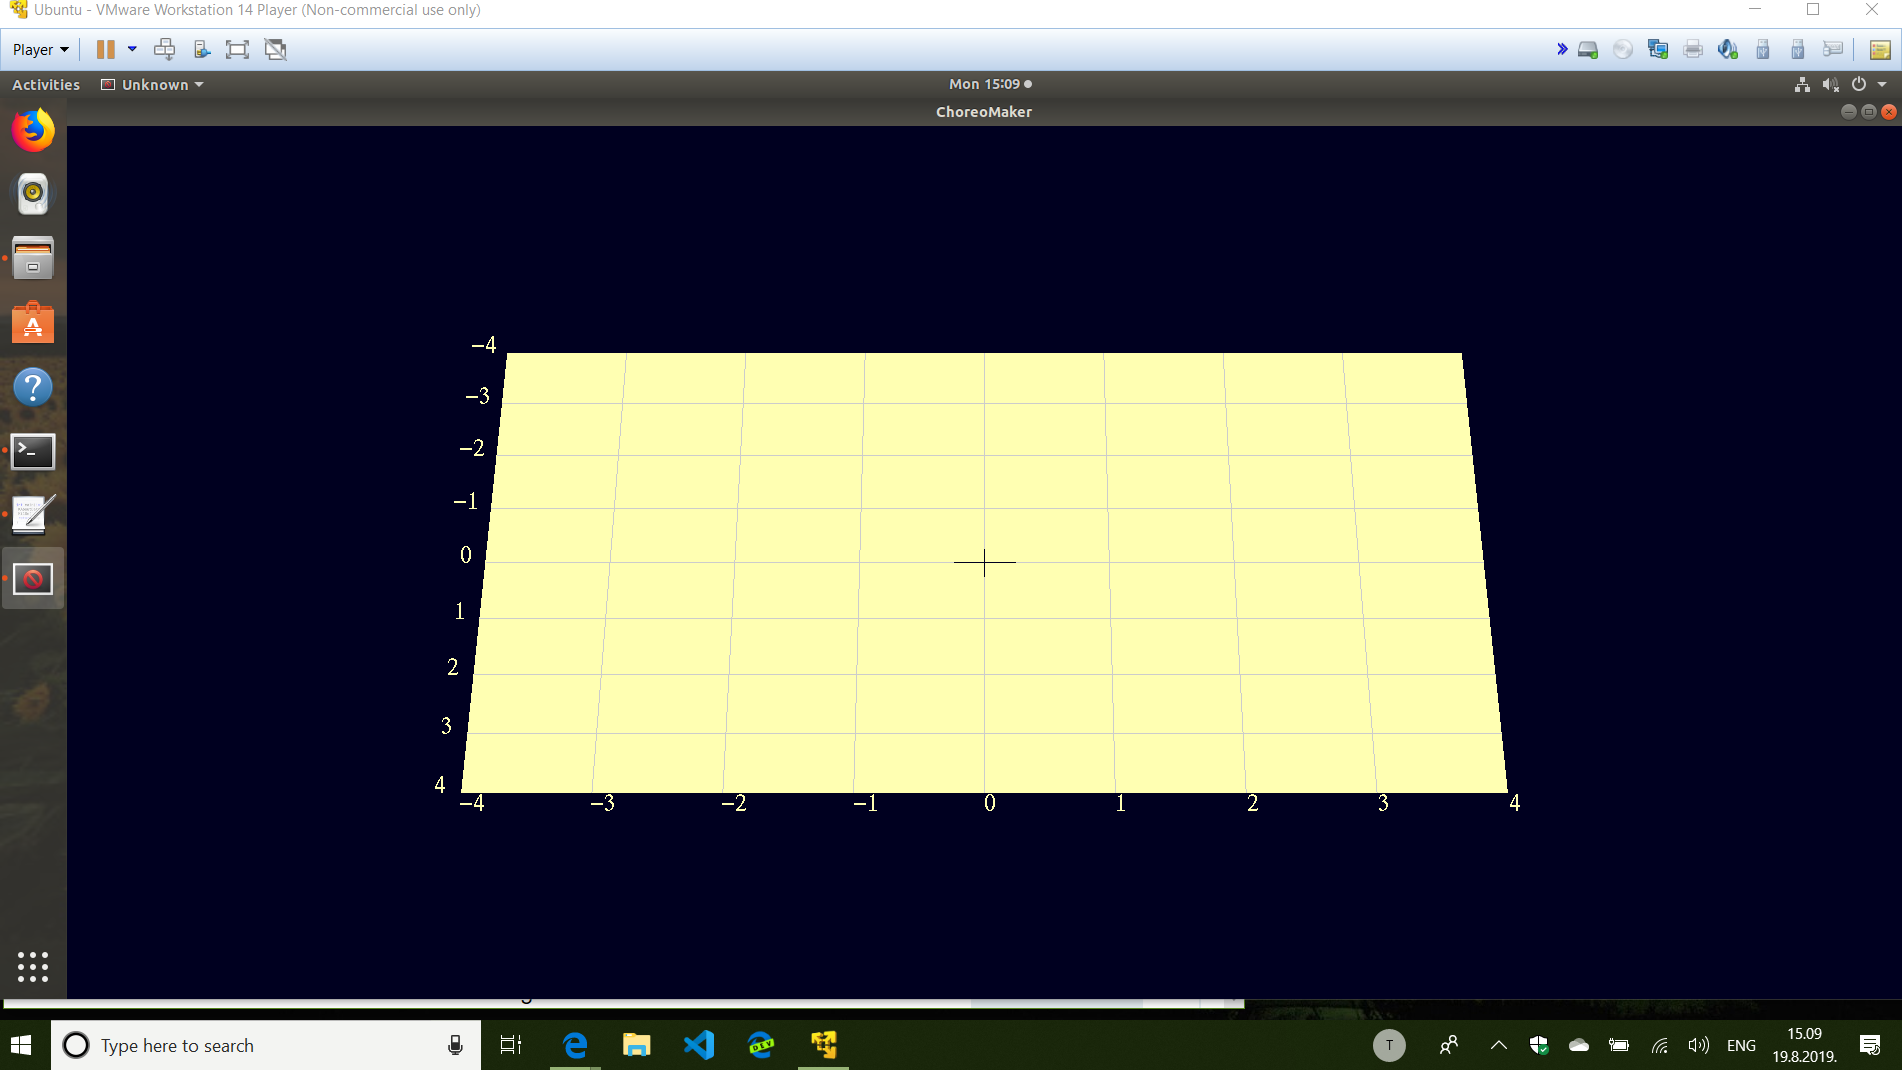 Ubuntu - VMware Workstation 14 Player (Non-commercial use only)
Player
Activities
Unknown
Mon 15:09
ChoreoMaker
−4
−3
−2
−1
0
1
2
3
4
−4 −3 −2 −1 0 1 2 3 4
Type here to search
DEV
T
ENG
15.09
19.8.2019.